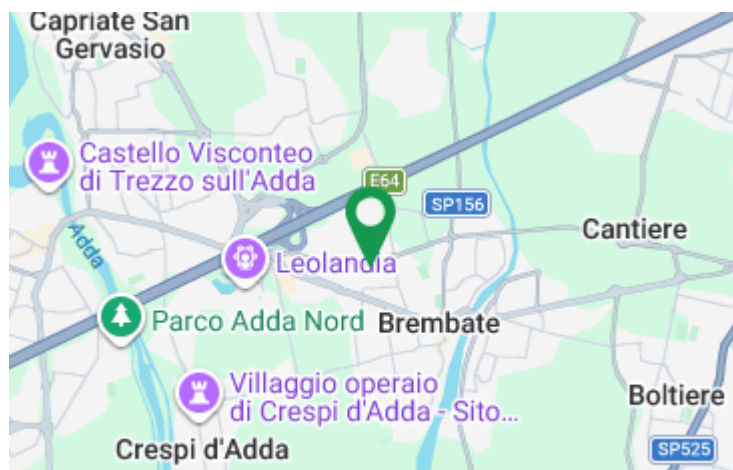 Capriate San
Gervasio
Castello Visconteo
di Trezzo sull'Adda
E64
SP156
Cantiere
Adda
Leolandia
Parco Adda Nord
Brembate
Villaggio operaio
di Crespi d'Adda - Sito...
Boltiere
Crespi d'Adda
SP525